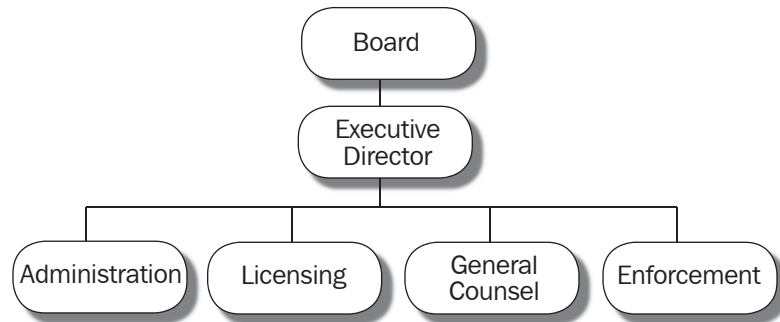 Board
Executive
Director
Administration
Licensing
General
Counsel
Enforcement